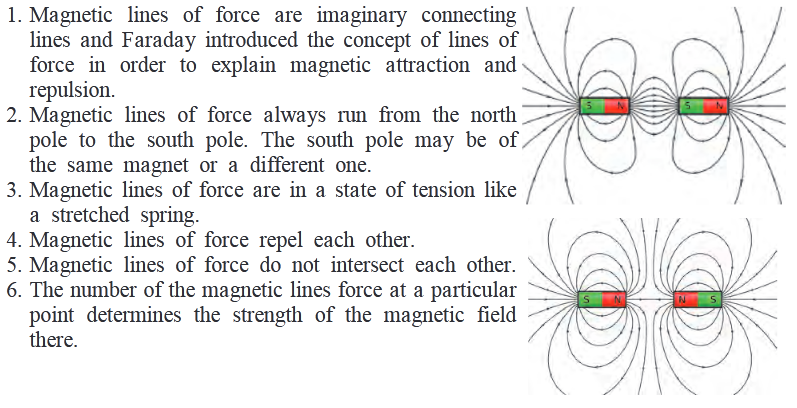 1. Magnetic lines of force are imaginary connecting
lines and Faraday introduced the concept of lines of
force in order to explain magnetic attraction and
repulsion.
2. Magnetic lines of force always run from the north
pole to the south pole. The south pole may be of
the same magnet or a different one.
3. Magnetic lines of force are in a state of tension like
a stretched spring.
4. Magnetic lines of force repel each other.
5. Magnetic lines of force do not intersect each other.
6. The number of the magnetic lines force at a particular
point determines the strength of the magnetic field
there.
S N S N
S N N S